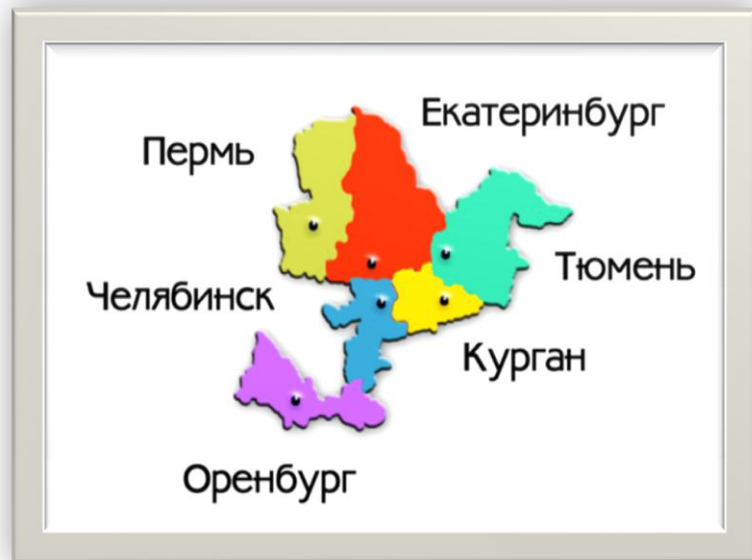 Екатеринбург
Пермь
Тюмень
Челябинск
Курган
Оренбург